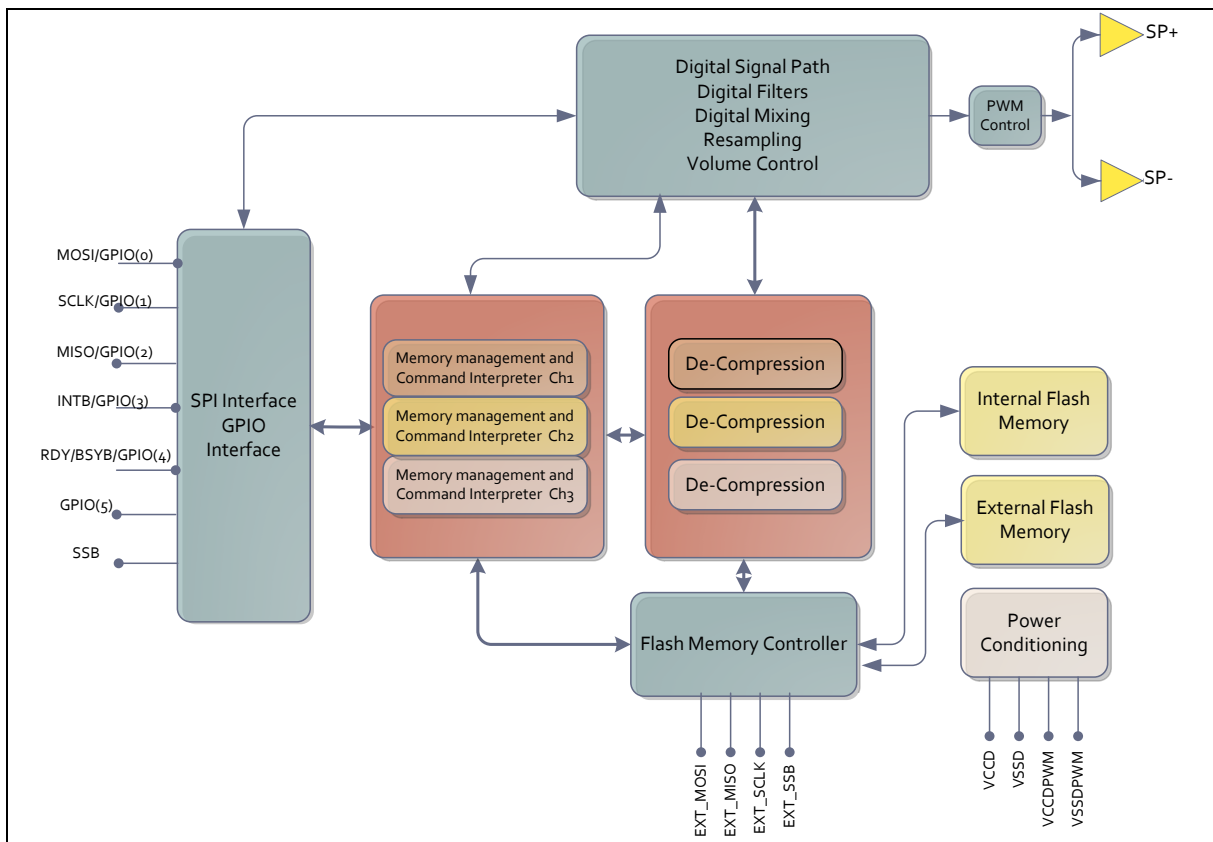 Digital Signal Path
Digital Filters
Digital Mixing
Resampling
Volume Control
PWM
Control
SP+
SP-
MOSI/GPIO(0)
SCLK/GPIO(1)
MISO/GPIO(2)
INTB/GPIO(3)
RDY/BSYB/GPIO(4)
GPIO(5)
SSB
SPI Interface
GPIO
Interface
Memory management and
Command Interpreter Ch1
Memory management and
Command Interpreter Ch2
Memory management and
Command Interpreter Ch3
De-Compression
De-Compression
De-Compression
Internal Flash
Memory
External Flash
Memory
Power
Conditioning
Flash Memory Controller
EXT_MOSI
EXT_MISO
EXT_SCLK
EXT_SSB
VCCD
VSSD
VCCDPWM
VSSDPWM